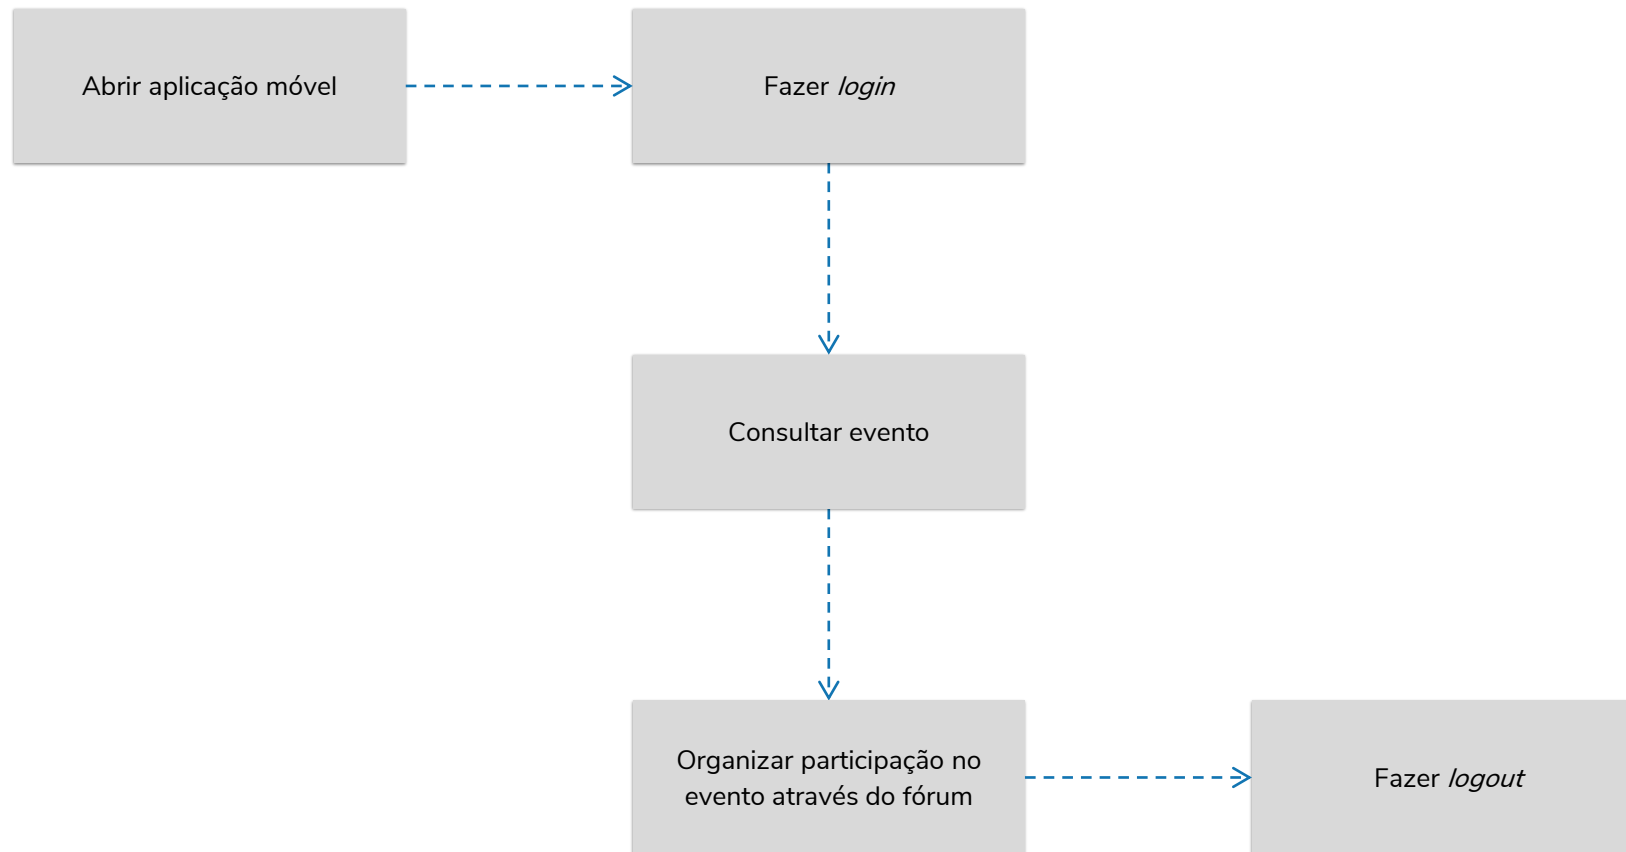 Abrir aplicação móvel
Fazer login
Consultar evento
Organizar participação no
evento através do fórum
Fazer logout